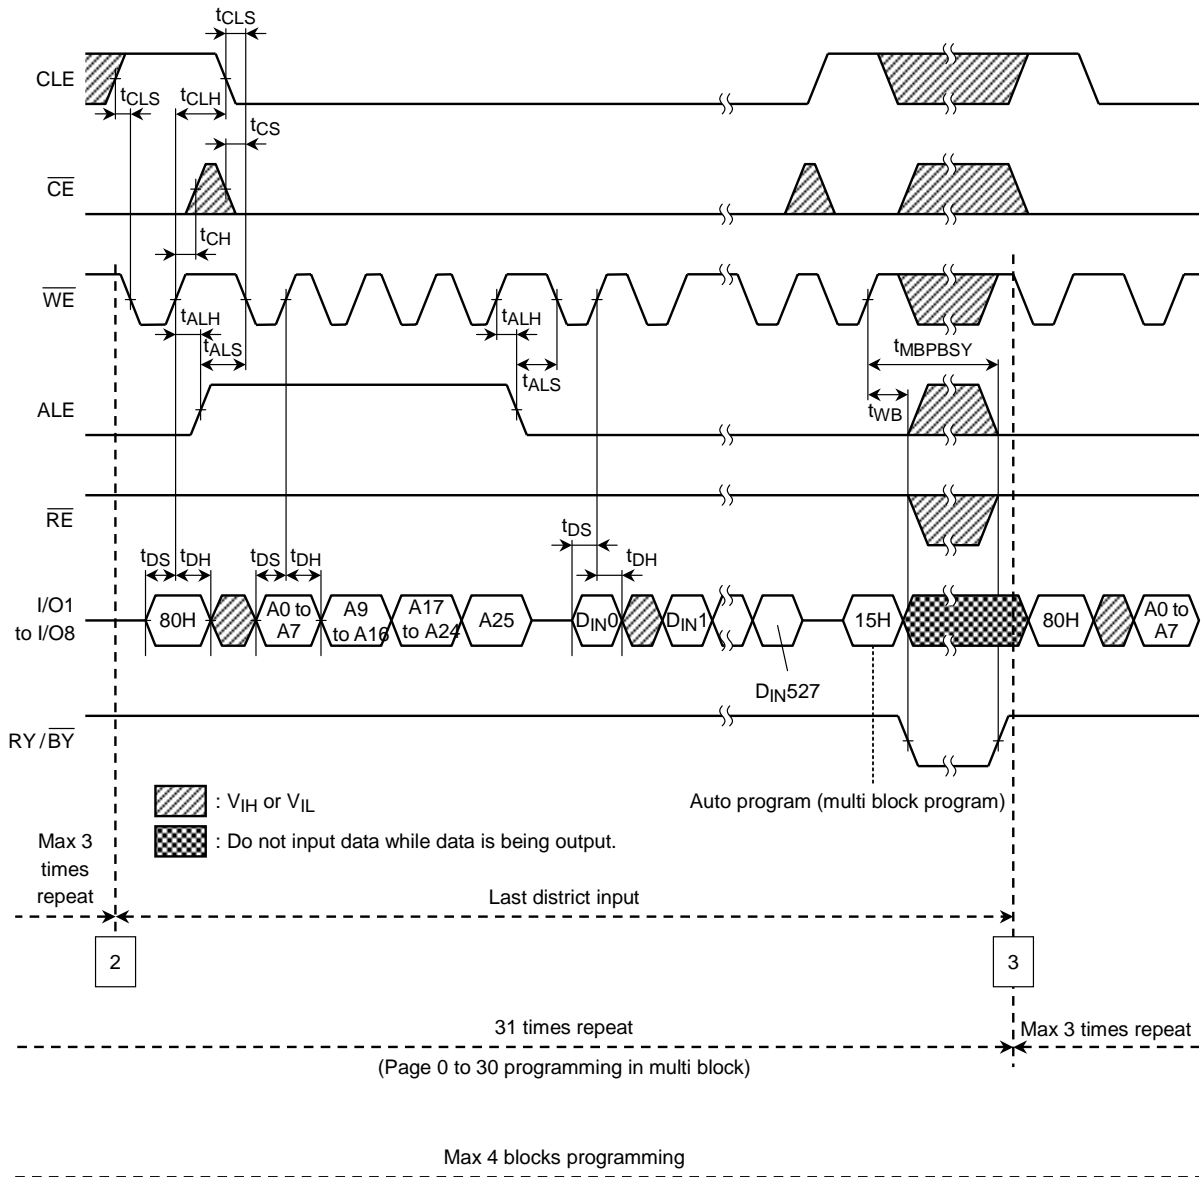 tCLS
CLE
tCLS
tCLH
tCS
CE
tCH
WE
tALH
tALS
tALH
tALS
tMBPBSY
tWB
ALE
RE
tDS
tDH
tDS
tDH
tDS
tDH
I/O1
to I/O8
80H
A0 to
A7
A9
to A16
A17
to A24
A25
DIN0
DIN1
15H
80H
A0 to
A7
DIN527
RY/BY
: VIH or VIL
Auto program (multi block program)
: Do not input data while data is being output.
Max 3
times
repeat
Last district input
2
3
31 times repeat
Max 3 times repeat
(Page 0 to 30 programming in multi block)
Max 4 blocks programming